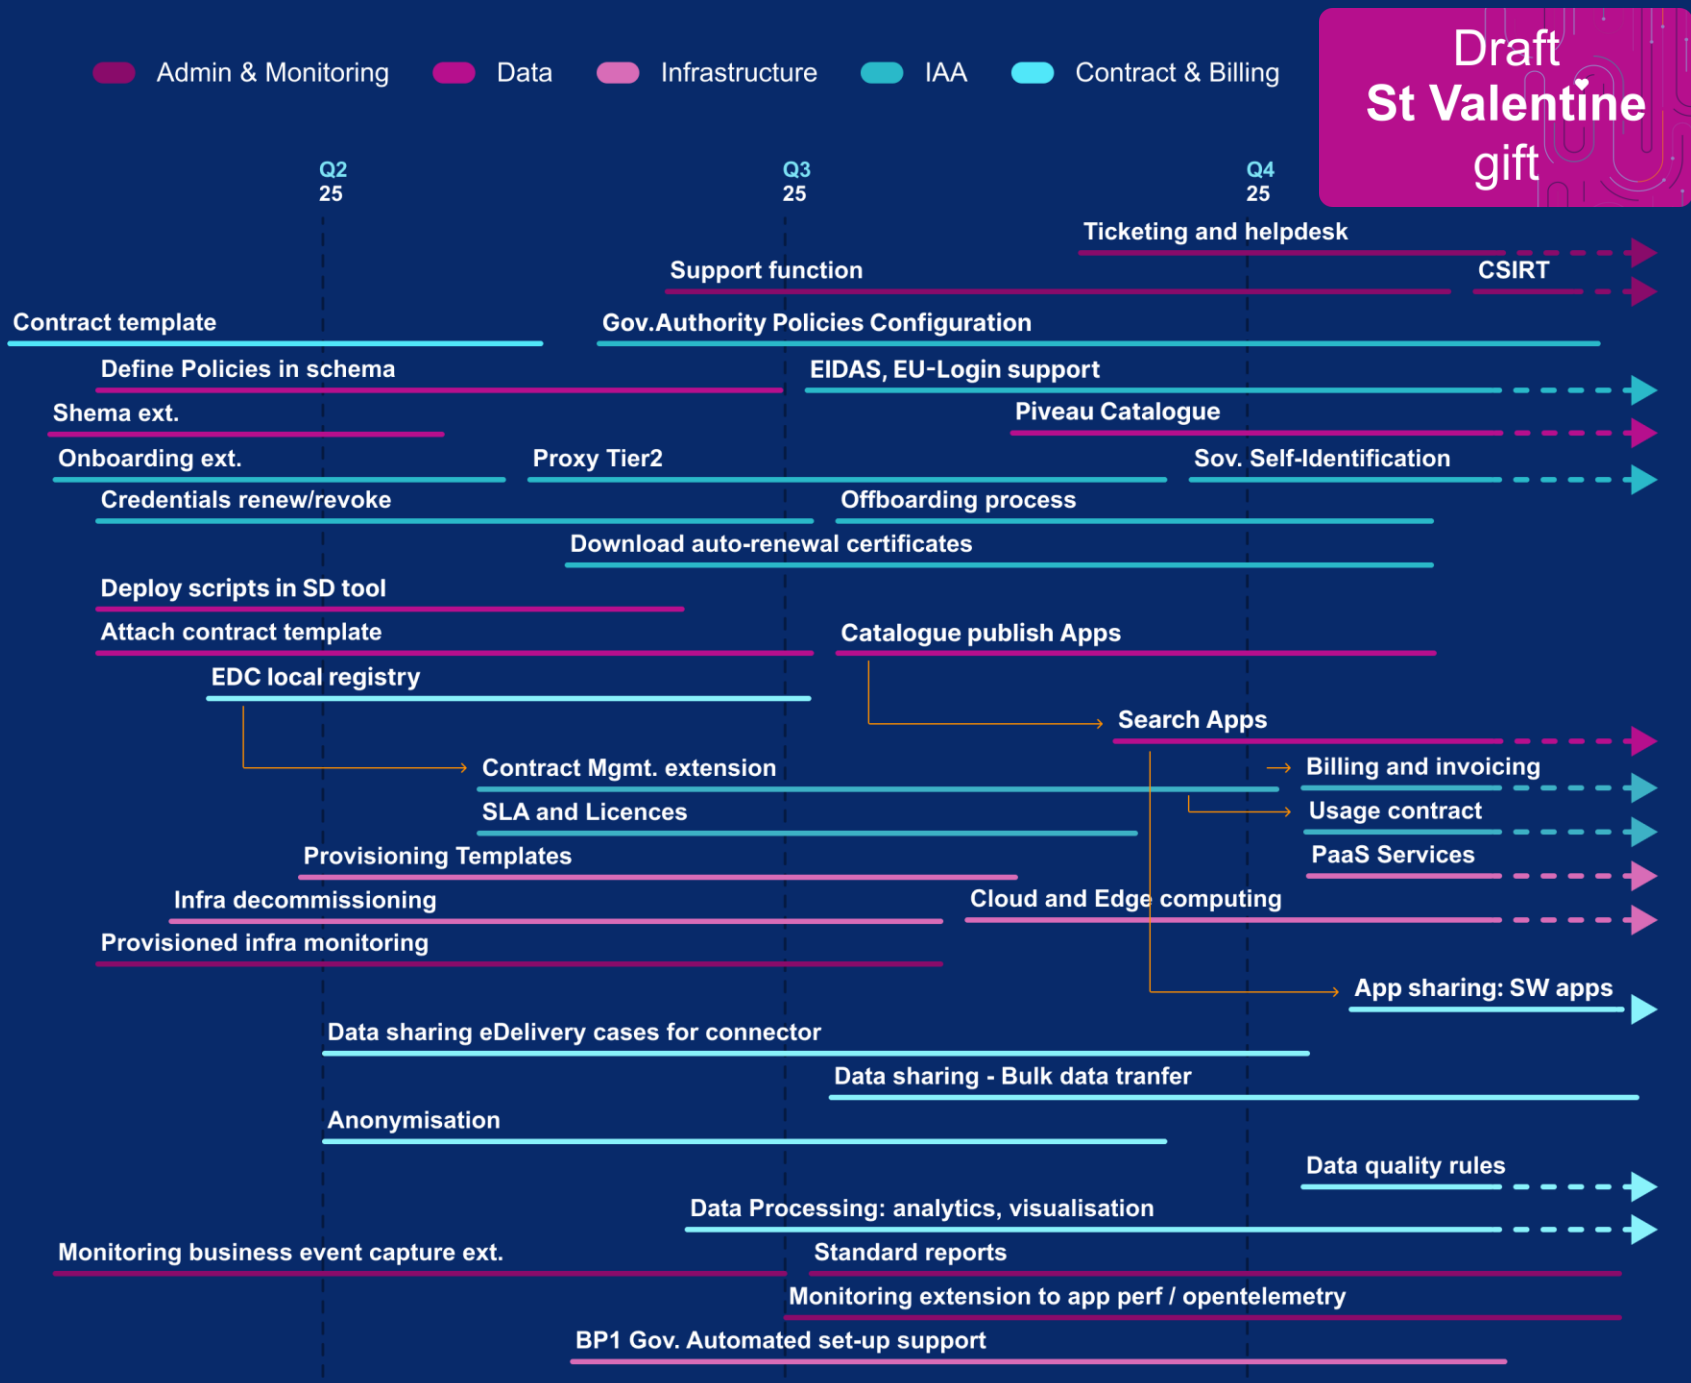 Admin & Monitoring
Data
Infrastructure
IAA
Contract & Billing
Draft
St Valentine
gift
Q2
25
Q3
25
Q4
25
Ticketing and helpdesk
Support function
CSIRT
Contract template
Gov.Authority Policies Configuration
Define Policies in schema
EIDAS, EU-Login support
Shema ext.
Piveau Catalogue
Onboarding ext.
Proxy Tier2
Sov. Self-Identification
Credentials renew/revoke
Offboarding process
Download auto-renewal certificates
Deploy scripts in SD tool
Attach contract template
Catalogue publish Apps
EDC local registry
Search Apps
Contract Mgmt. extension
Billing and invoicing
SLA and Licences
Usage contract
Provisioning Templates
PaaS Services
Infra decommissioning
Cloud and Edge computing
Provisioned infra monitoring
App sharing: SW apps
Data sharing eDelivery cases for connector
Data sharing - Bulk data tranfer
Anonymisation
Data quality rules
Data Processing: analytics, visualisation
Monitoring business event capture ext.
Standard reports
Monitoring extension to app perf / opentelemetry
BP1 Gov. Automated set-up support